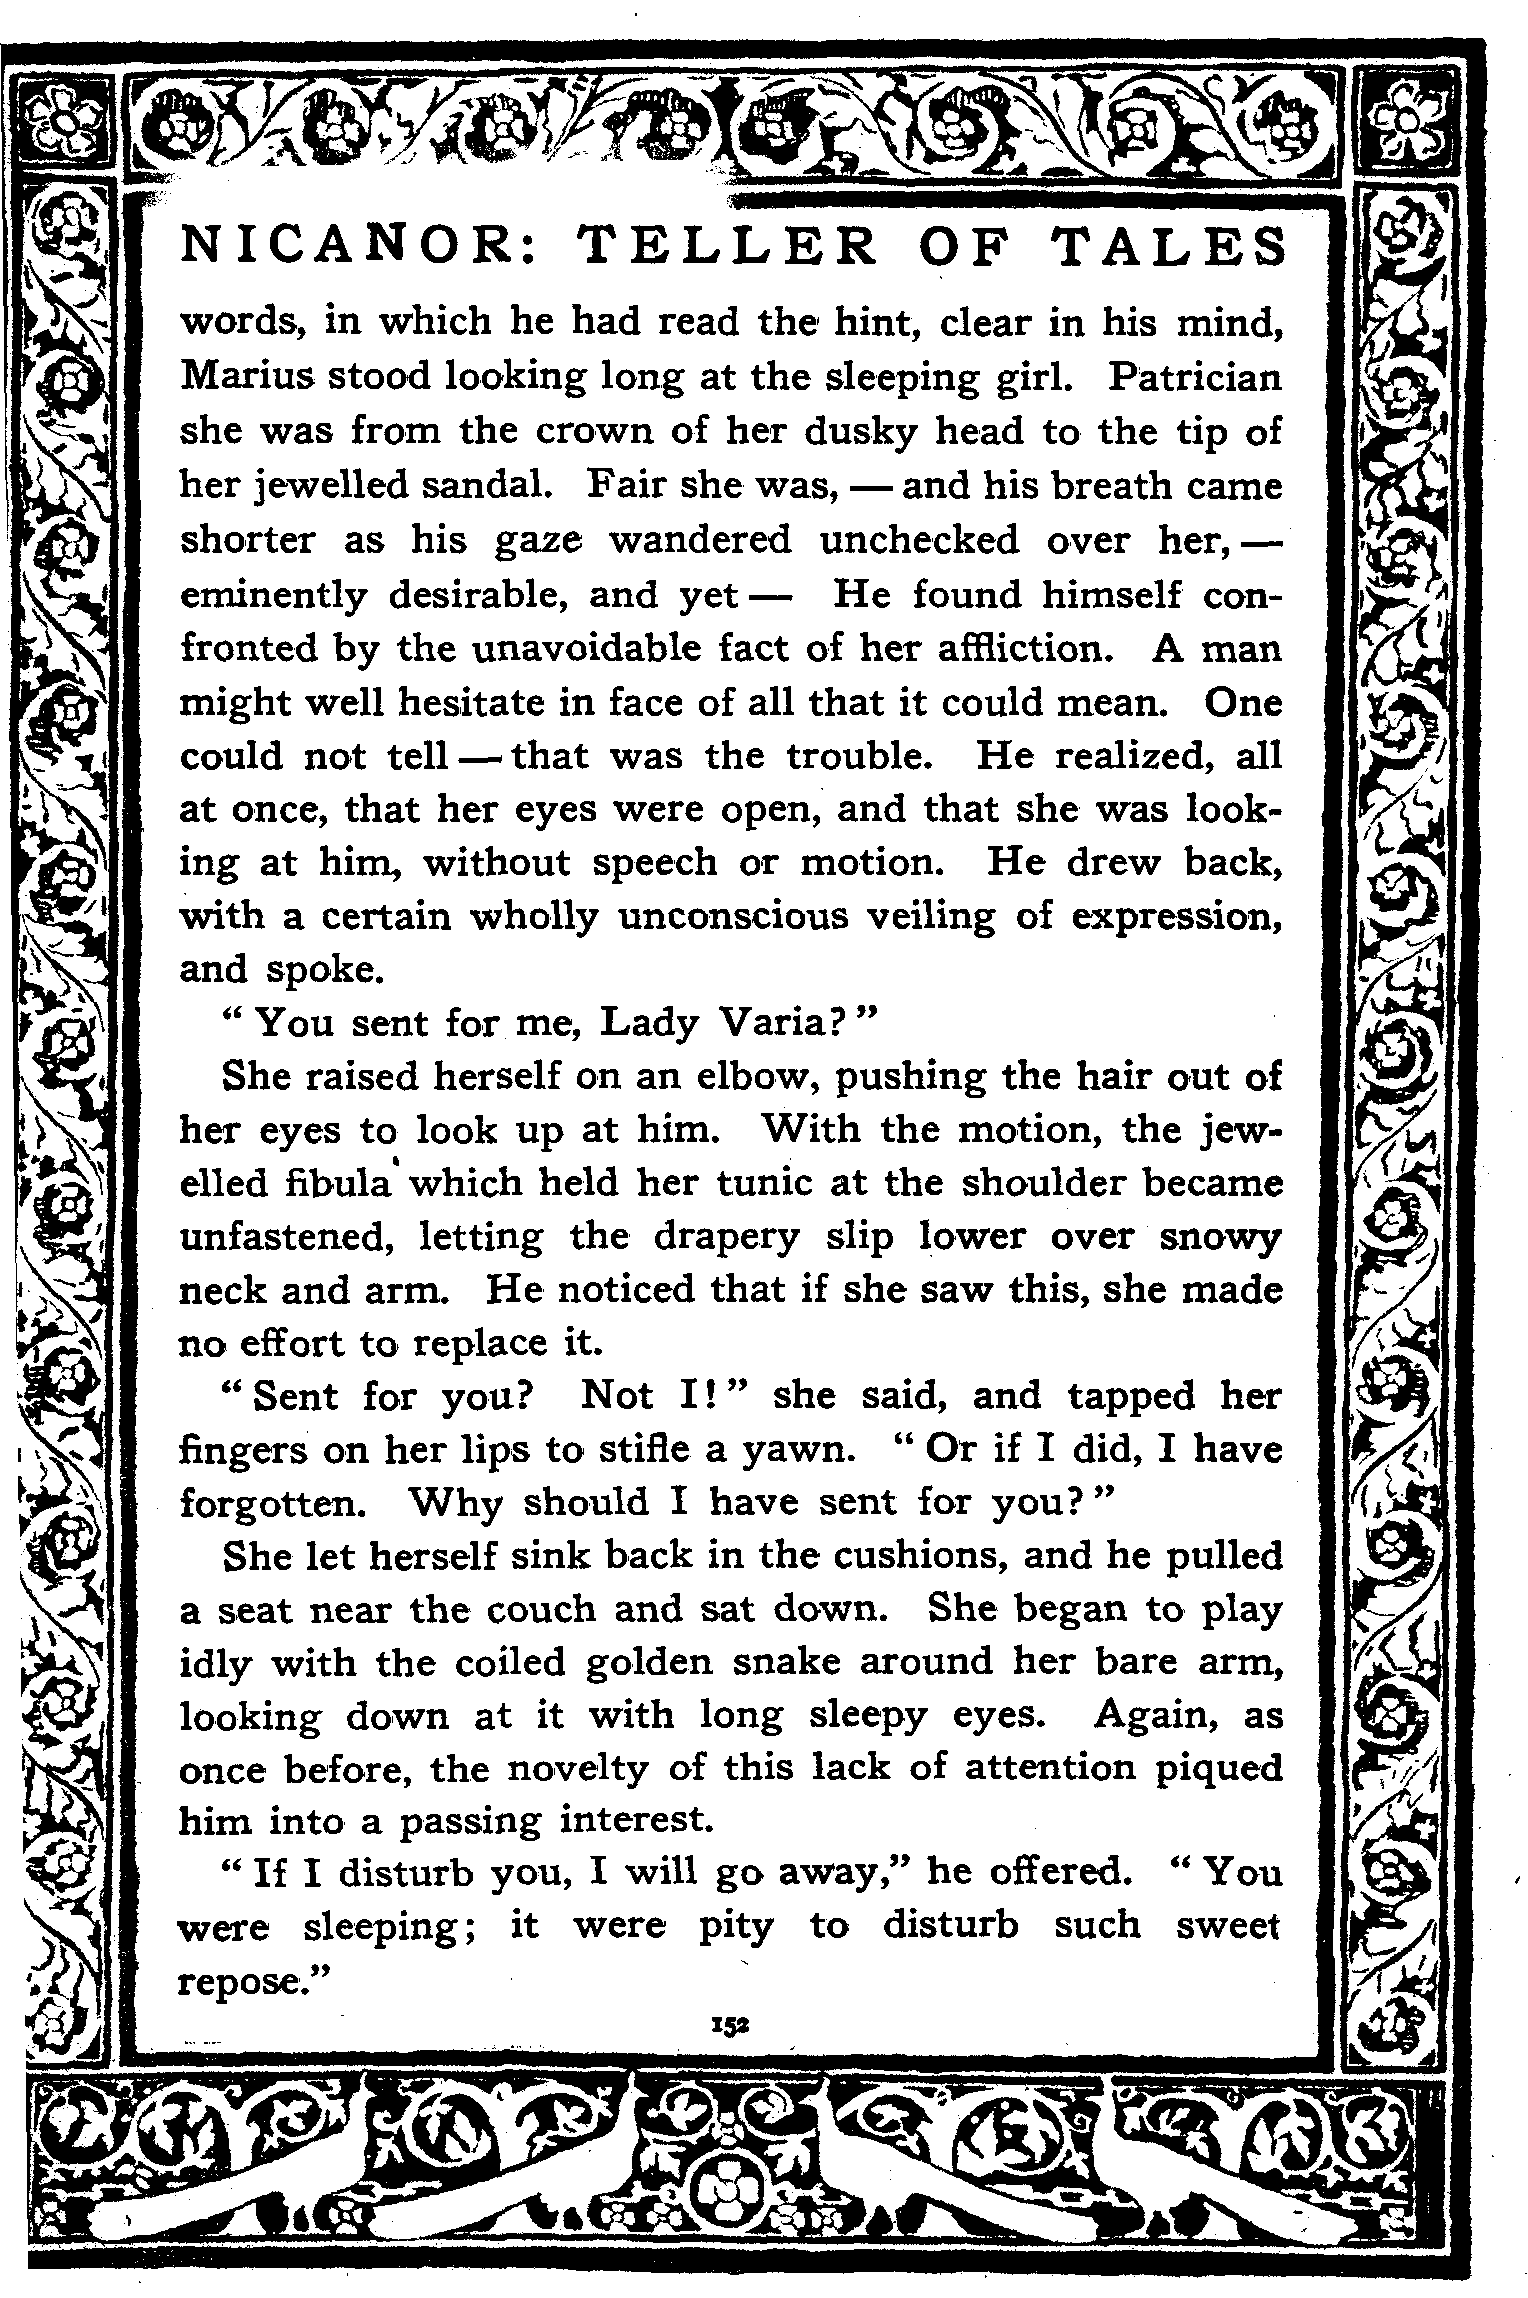 NICANOR: TELLER OF TALES
words, in which he had read the hint, clear in his mind,
Marius stood looking long at the sleeping girl. Patrician
she was from the crown of her dusky head to the tip of
her jewelled sandal. Fair she was, — and his breath came
shorter as his gaze wandered unchecked over her, —
eminently desirable, and yet — He found himself con-
fronted by the unavoidable fact of her affliction. A man
might well hesitate in face of all that it could mean. One
could not tell — that was the trouble. He realized, all
at once, that her eyes were open, and that she was look-
ing at him, without speech or motion. He drew back,
with a certain wholly unconscious veiling of expression,
and spoke.
“ You sent for me, Lady Varia? ”
She raised herself on an elbow, pushing the hair out of
her eyes to look up at him. With the motion, the jew-
elled fibula which held her tunic at the shoulder became
unfastened, letting the drapery slip lower over snowy
neck and arm. He noticed that if she saw this, she made
no effort to replace it.
“ Sent for you? Not I! ” she said, and tapped her
fingers on her lips to stifle a yawn. “ Or if I did, I have
forgotten. Why should I have sent for you? ”
She let herself sink back in the cushions, and he pulled
a seat near the couch and sat down. She began to play
idly with the coiled golden snake around her bare arm,
looking down at it with long sleepy eyes. Again, as
once before, the novelty of this lack of attention piqued
him into a passing interest.
“ If I disturb you, I will go away,” he offered. “ You
were sleeping; it were pity to disturb such sweet
repose.”
152